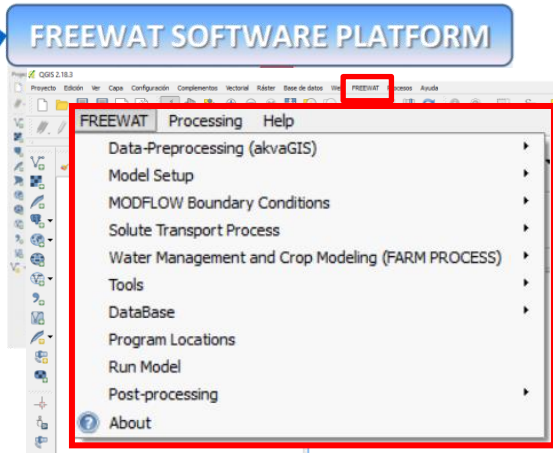 FREEWAT SOFTWARE PLATFORM
QGIS 2.18.3
Proyecto Edición Ver Capa Configuración Complementos Vectorial Ráster Base de datos FREEWAT Ayuda
FREEWAT Processing Help
Data-Preprocessing (akvaGIS)
Model Setup
MODFLOW Boundary Conditions
Solute Transport Process
Water Management and Crop Modeling (FARM PROCESS)
Tools
DataBase
Program Locations
Run Model
Post-processing
About